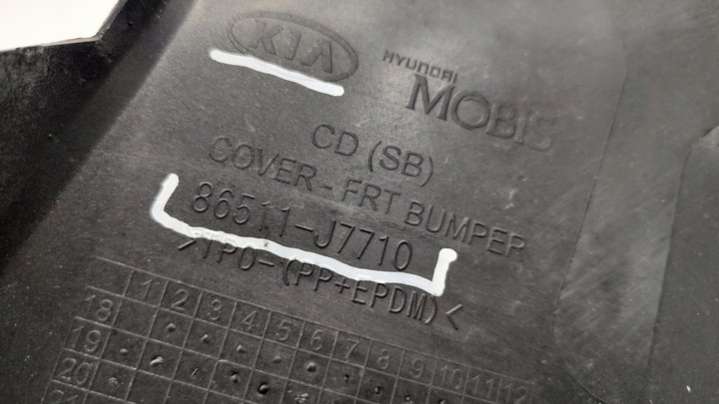 KIA
HYUNDAI
MOBIS
CD (SB)
COVER - FRT BUMPER
86511-J7710
>TPO-(PP+EPDM)<
1 2 3 4 5 6 7 8 9 10 11 12
18
19
20